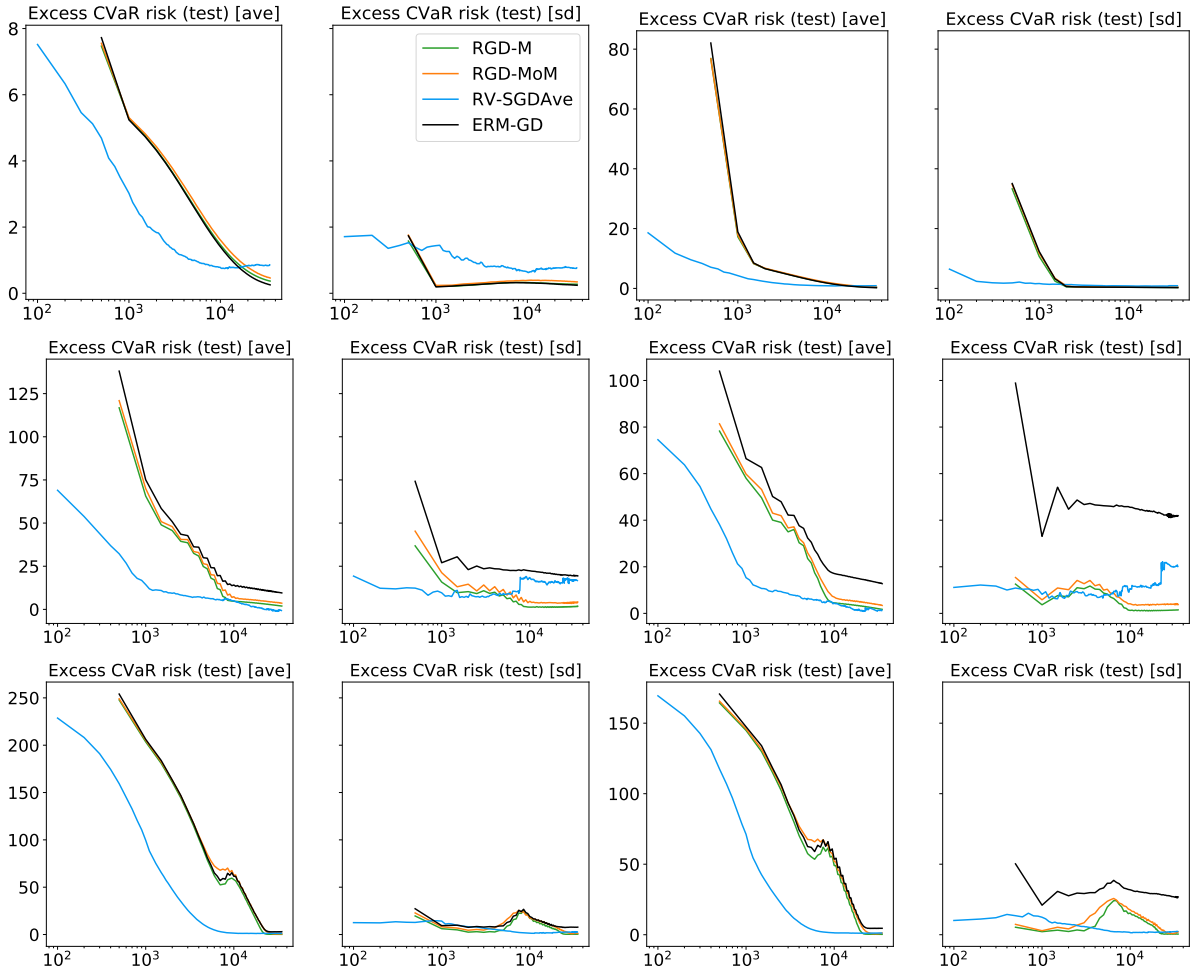 Excess CVaR risk (test) [ave]
Excess CVaR risk (test) [sd]
Excess CVaR risk (test) [ave]
Excess CVaR risk (test) [sd]
8
6
4
2
0
RGD-M
RGD-MoM
RV-SGDAve
ERM-GD
80
60
40
20
0
10² 10³ 10⁴
10² 10³ 10⁴
10² 10³ 10⁴
10² 10³ 10⁴
Excess CVaR risk (test) [ave]
Excess CVaR risk (test) [sd]
Excess CVaR risk (test) [ave]
Excess CVaR risk (test) [sd]
125
100
75
50
25
0
100
80
60
40
20
0
10² 10³ 10⁴
10² 10³ 10⁴
10² 10³ 10⁴
10² 10³ 10⁴
Excess CVaR risk (test) [ave]
Excess CVaR risk (test) [sd]
Excess CVaR risk (test) [ave]
Excess CVaR risk (test) [sd]
250
200
150
100
50
0
150
100
50
0
10² 10³ 10⁴
10² 10³ 10⁴
10² 10³ 10⁴
10² 10³ 10⁴